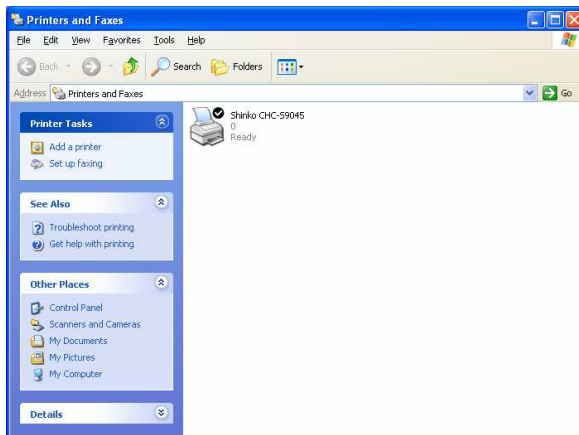 Printers and Faxes
File Edit View Favorites Tools Help
Back Search Folders
Address Printers and Faxes Go
Printer Tasks
Add a printer
Set up faxing
See Also
Troubleshoot printing
Get help with printing
Other Places
Control Panel
Scanners and Cameras
My Documents
My Pictures
My Computer
Details
Shinko CHC-S9045
0
Ready